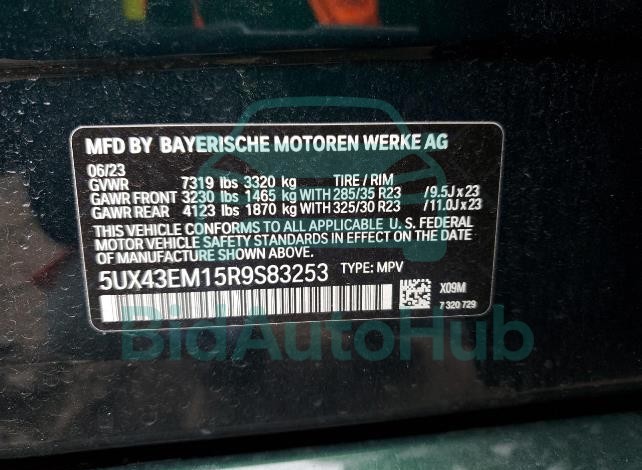 MFD BY BAYERISCHE MOTOREN WERKE AG
06/23
GVWR 7319 lbs 3320 kg TIRE / RIM
GAWR FRONT 3230 lbs 1465 kg WITH 285/35 R23 /9.5J x 23
GAWR REAR 4123 lbs 1870 kg WITH 325/30 R23 /11.0J x 23
THIS VEHICLE CONFORMS TO ALL APPLICABLE U. S. FEDERAL
MOTOR VEHICLE SAFETY STANDARDS IN EFFECT ON THE DATE
OF MANUFACTURE SHOWN ABOVE.
5UX43EM15R9S83253 TYPE: MPV
X09M
7 320 729
BidAutoHub